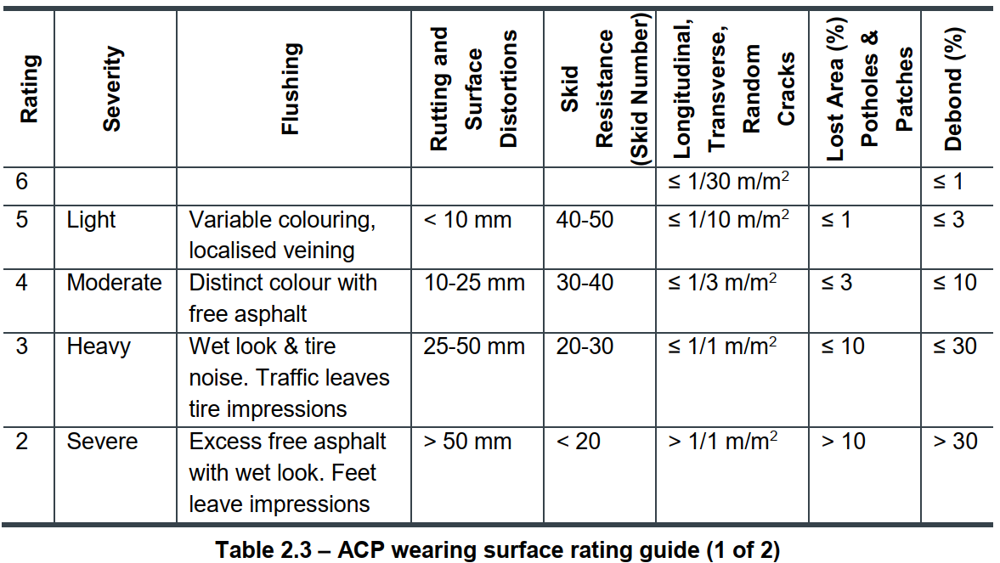 Rating
Severity
Flushing
Rutting and
Surface
Distortions
Skid
Resistance
(Skid Number)
Longitudinal,
Transverse,
Random
Cracks
Lost Area (%)
Potholes &
Patches
Debond (%)
6 ≤ 1/30 m/m² ≤ 1
5 Light Variable colouring, < 10 mm 40-50 ≤ 1/10 m/m² ≤ 1 ≤ 3
localised veining
4 Moderate Distinct colour with 10-25 mm 30-40 ≤ 1/3 m/m² ≤ 3 ≤ 10
free asphalt
3 Heavy Wet look & tire 25-50 mm 20-30 ≤ 1/1 m/m² ≤ 10 ≤ 30
noise. Traffic leaves
tire impressions
2 Severe Excess free asphalt > 50 mm < 20 > 1/1 m/m² > 10 > 30
with wet look. Feet
leave impressions
Table 2.3 – ACP wearing surface rating guide (1 of 2)